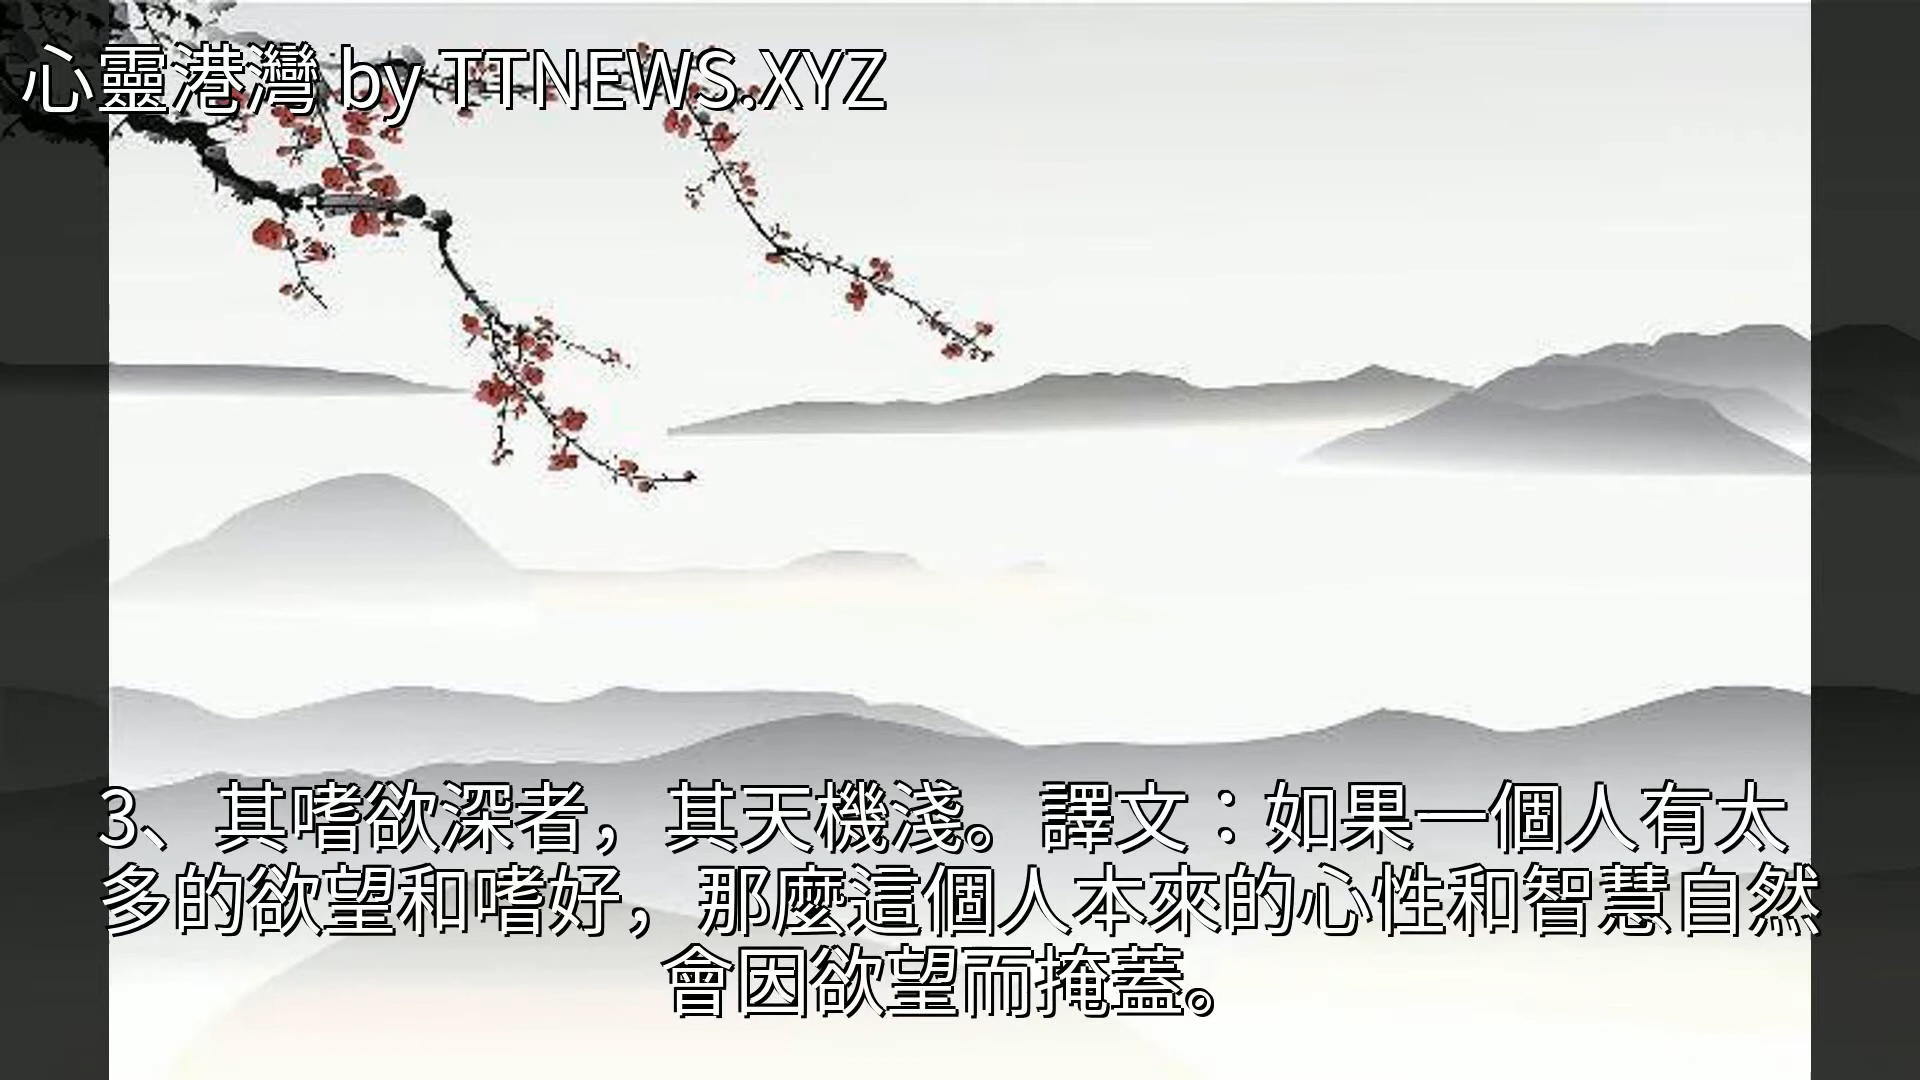 心靈港灣 by TTNEWS.XYZ
3、其嗜欲深者，其天機淺。譯文：如果一個人有太
多的欲望和嗜好，那麼這個人本來的心性和智慧自然
會因欲望而掩蓋。